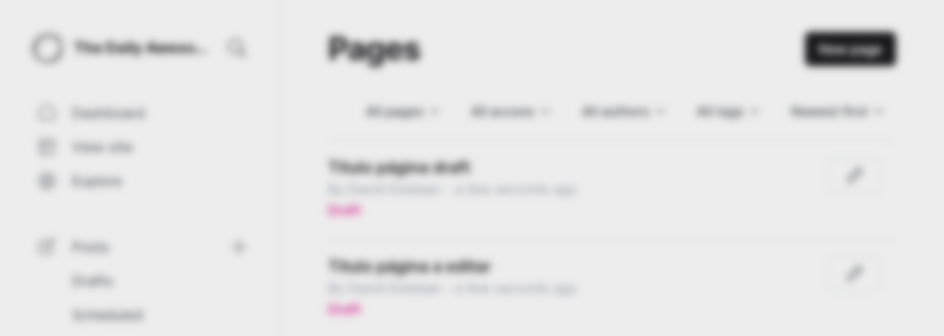 The Daily Aweso...
Pages
New page
All pages
All access
All authors
All tags
Newest first
Dashboard
View site
Explore
Posts
Drafts
Scheduled
Título página draft
By David Esteban - a few seconds ago
Draft
Título página a editar
By David Esteban - a few seconds ago
Draft